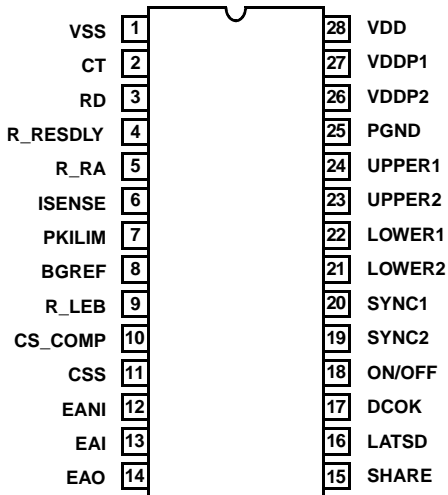 VSS 1 28 VDD
CT 2 27 VDDP1
RD 3 26 VDDP2
R_RESDLY 4 25 PGND
R_RA 5 24 UPPER1
ISENSE 6 23 UPPER2
PKILIM 7 22 LOWER1
BGREF 8 21 LOWER2
R_LEB 9 20 SYNC1
CS_COMP 10 19 SYNC2
CSS 11 18 ON/OFF
EANI 12 17 DCOK
EAI 13 16 LATSD
EAO 14 15 SHARE